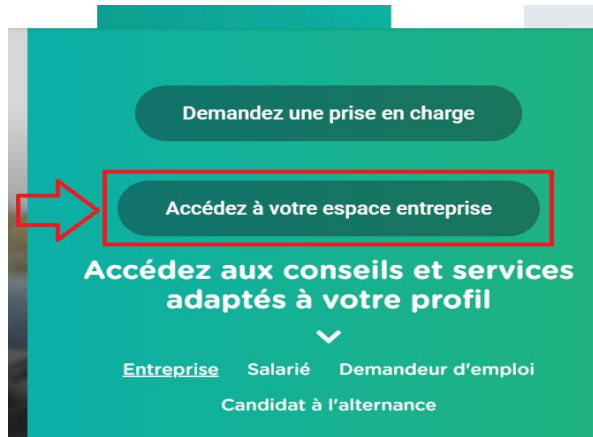 Demandez une prise en charge
Accédez à votre espace entreprise
Accédez aux conseils et services
adaptés à votre profil
Entreprise Salarié Demandeur d'emploi
Candidat à l'alternance